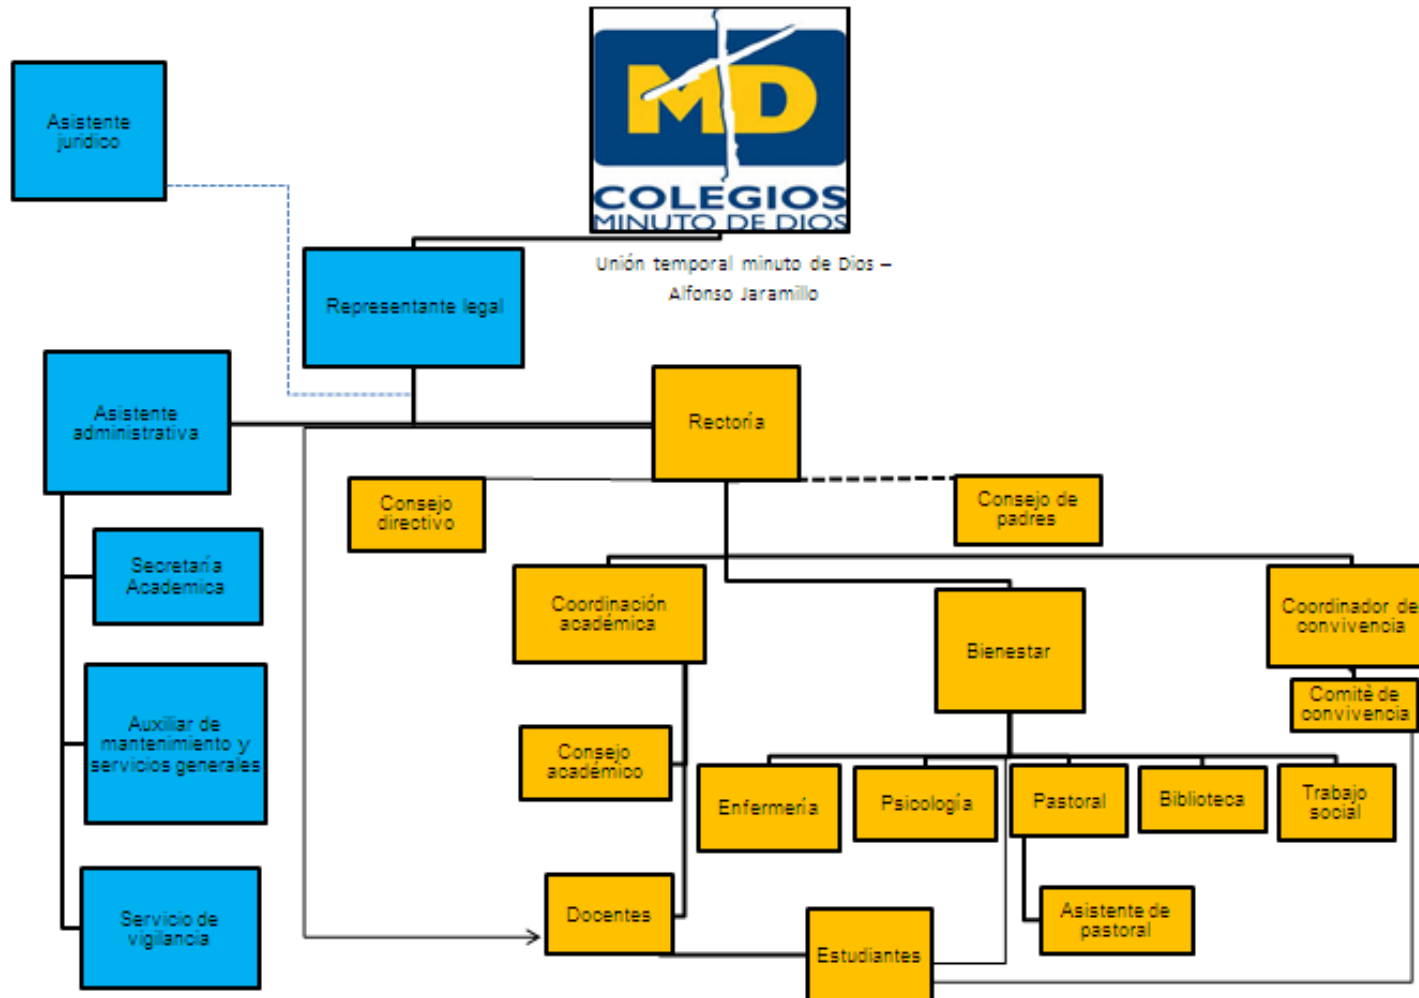 MD
COLEGIOS
MINUTO DE DIOS
Unión temporal minuto de Dios –
Alfonso Jaramillo
Asistente
jurídico
Representante legal
Asistente
administrativa
Rectoría
Consejo
directivo
Consejo de
padres
Secretaría
Academica
Coordinación
académica
Bienestar
Coordinador de
convivencia
Comitè de
convivencia
Auxiliar de
mantenimiento y
servicios generales
Consejo
académico
Enfermería
Psicología
Pastoral
Biblioteca
Trabajo
social
Servicio de
vigilancia
Docentes
Estudiantes
Asistente de
pastoral